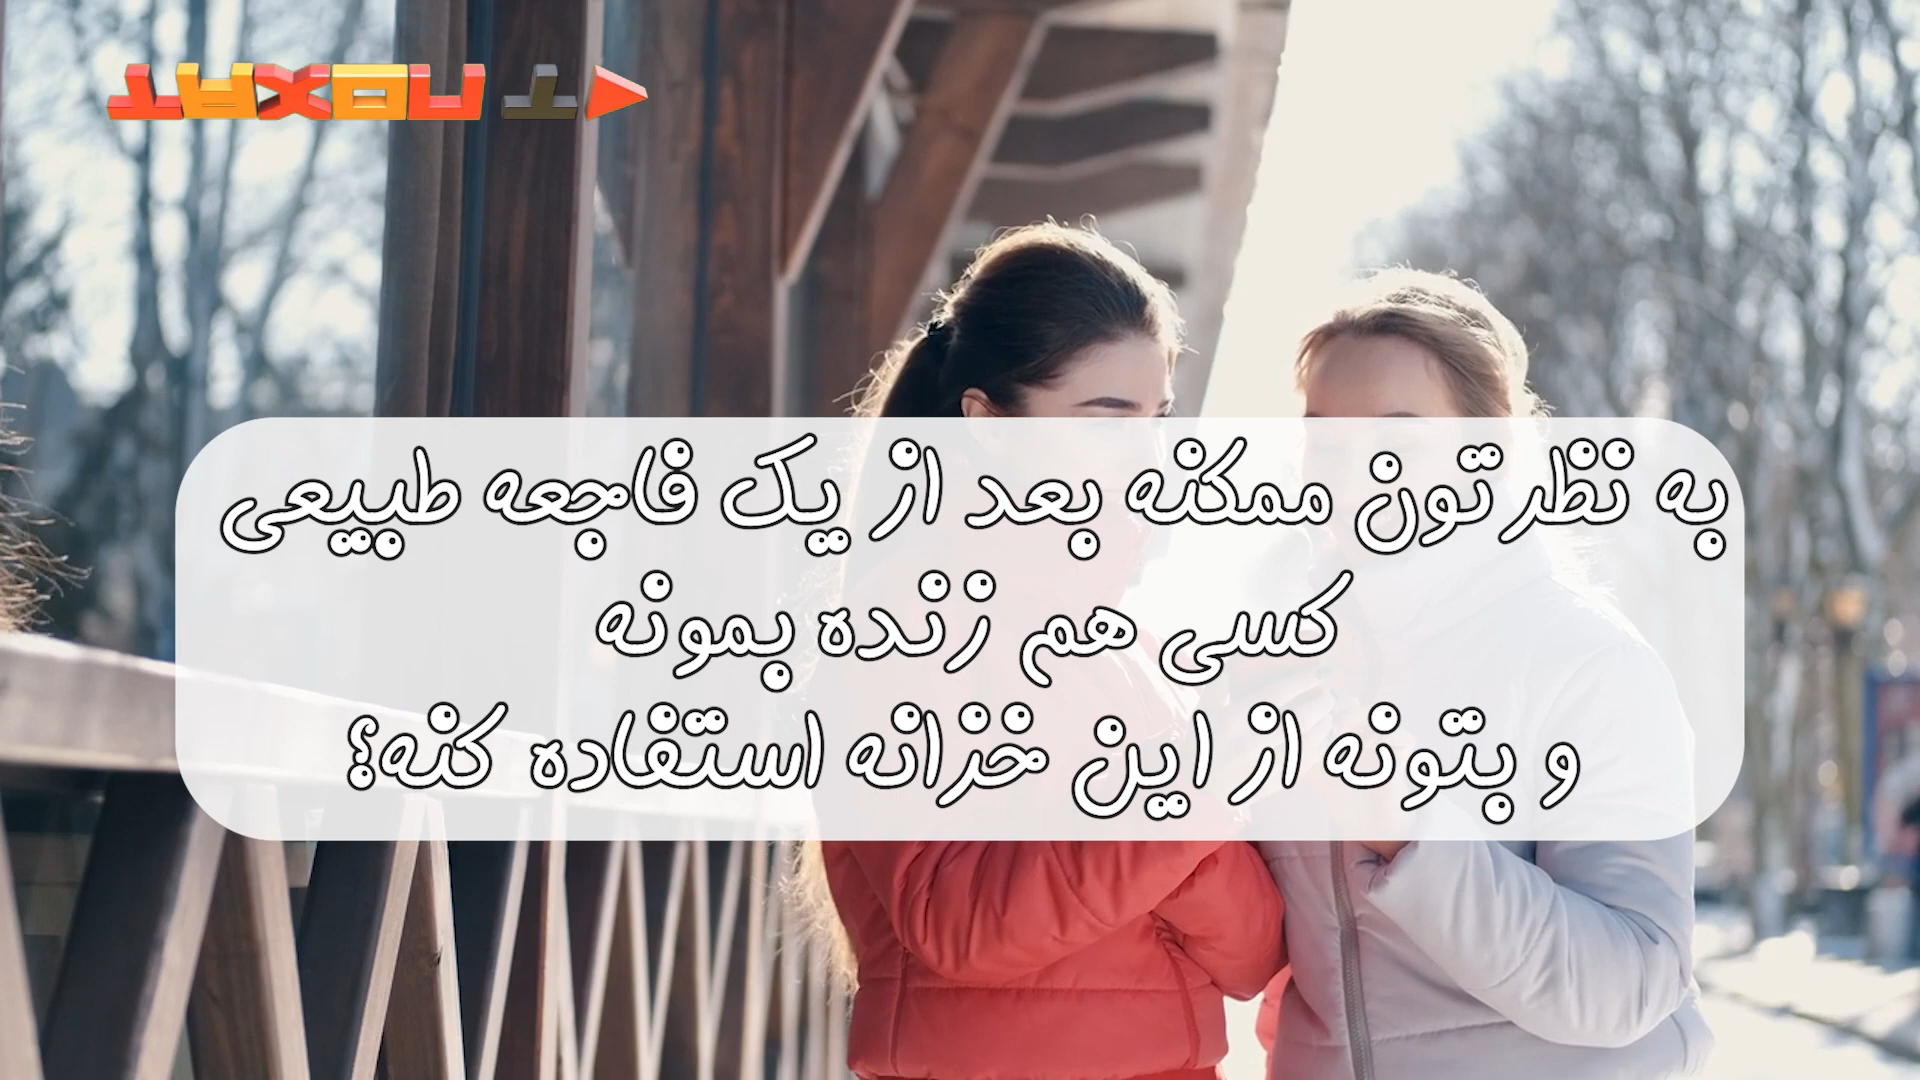 به نظرتون ممکنه بعد از یک فاجعه طبیعی
کسی هم زنده بمونه
و بتونه از این خزانه استفاده کنه؟